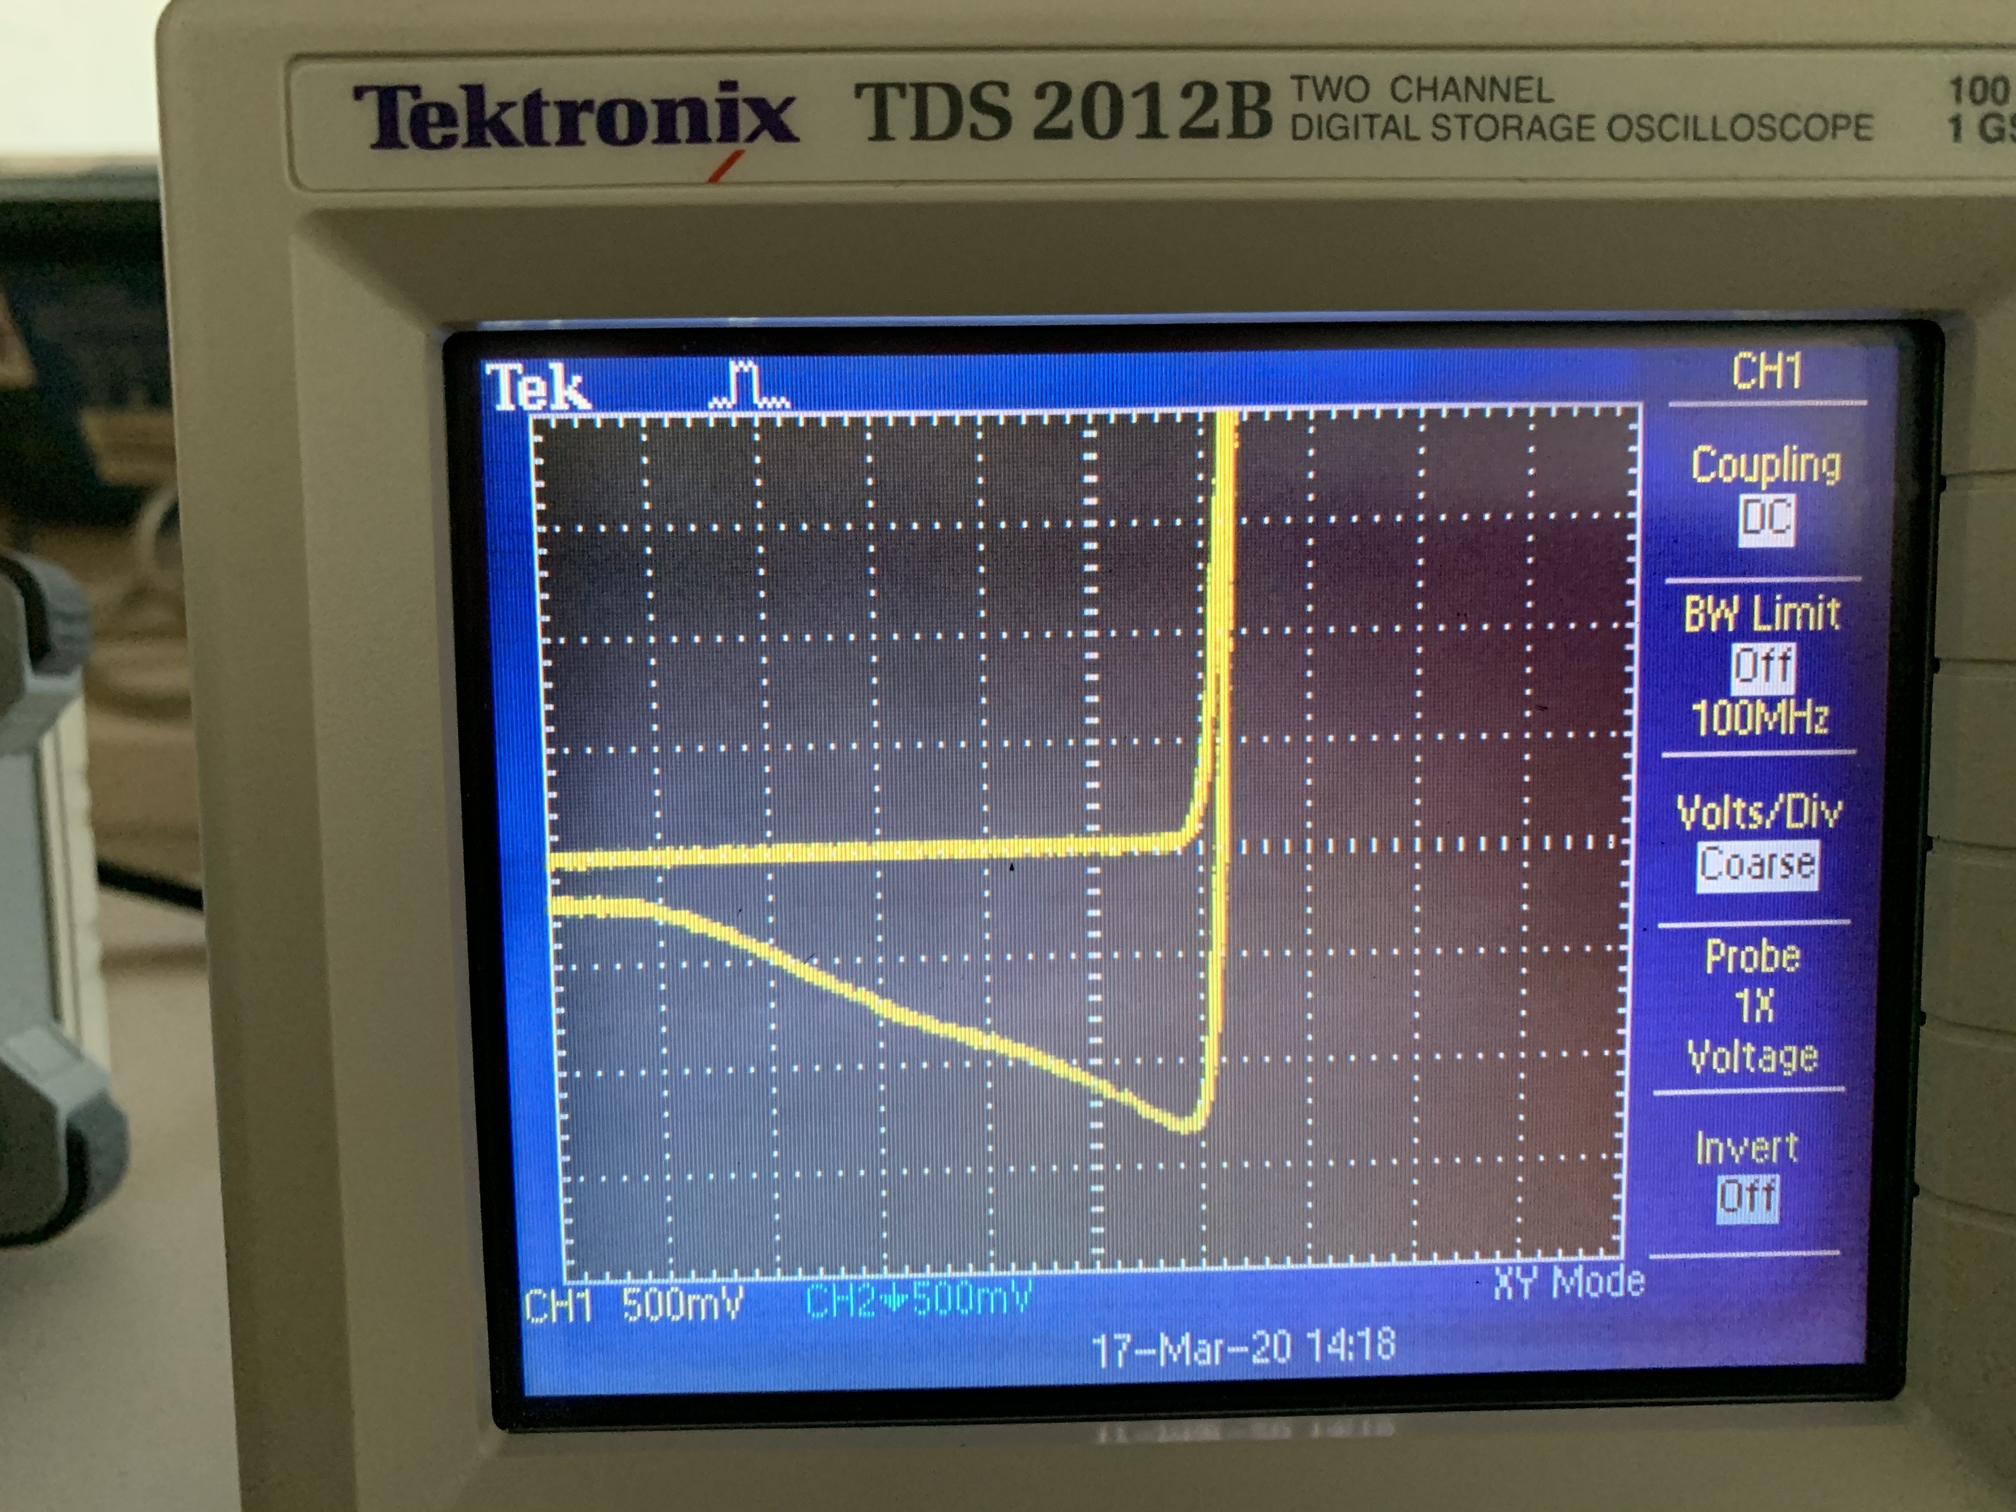 Tektronix TDS 2012B TWO CHANNEL
DIGITAL STORAGE OSCILLOSCOPE
100
1 GS
Tek
CH1
Coupling
DC
BW Limit
Off
100MHz
Volts/Div
Coarse
Probe
1X
Voltage
Invert
Off
CH1 500mV CH2 500mV XY Mode
17-Mar-20 14:18